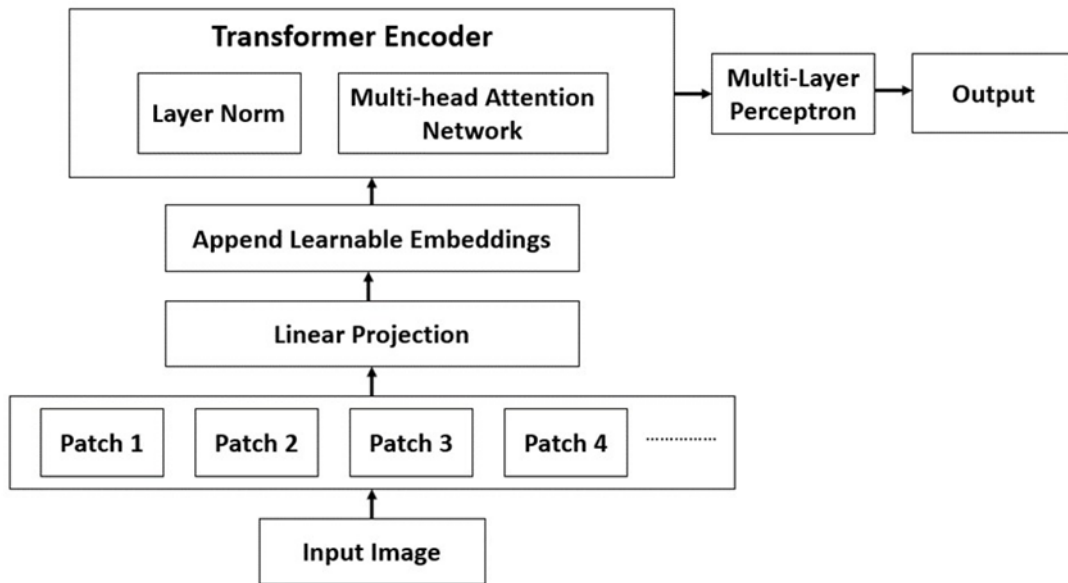 Transformer Encoder
Layer Norm
Multi-head Attention
Network
Multi-Layer
Perceptron
Output
Append Learnable Embeddings
Linear Projection
Patch 1
Patch 2
Patch 3
Patch 4
...............
Input Image